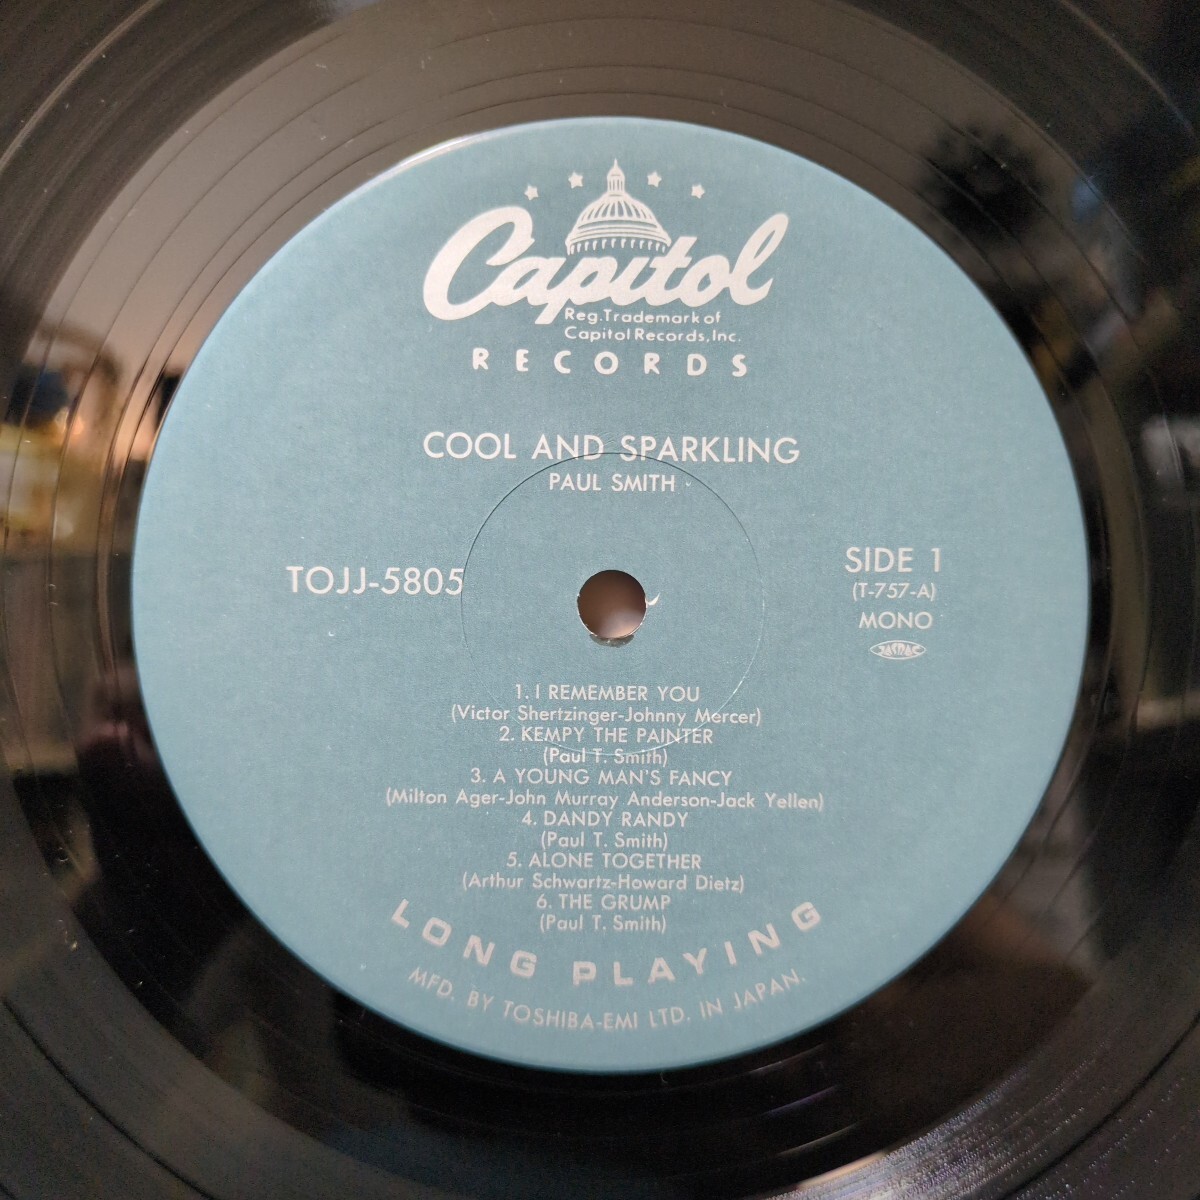 Capitol
Reg. Trademark of
Capitol Records, Inc.
RECORDS
COOL AND SPARKLING
PAUL SMITH
TOJJ-5805
SIDE 1
(T-757-A)
MONO
JASRAC
1. I REMEMBER YOU
(Victor Shertzinger-Johnny Mercer)
2. KEMPY THE PAINTER
(Paul T. Smith)
3. A YOUNG MAN'S FANCY
(Milton Ager-John Murray Anderson-Jack Yellen)
4. DANDY RANDY
(Paul T. Smith)
5. ALONE TOGETHER
(Arthur Schwartz-Howard Dietz)
6. THE GRUMP
(Paul T. Smith)
LONG PLAYING
MFD. BY TOSHIBA-EMI LTD. IN JAPAN.